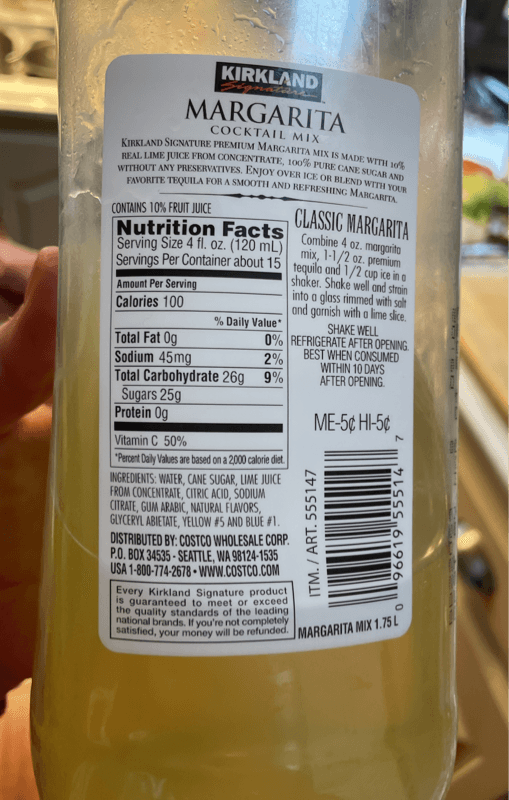 KIRKLAND
Signature
MARGARITA
COCKTAIL MIX
KIRKLAND SIGNATURE PREMIUM MARGARITA MIX IS MADE WITH 10%
REAL LIME JUICE FROM CONCENTRATE, 100% PURE CANE SUGAR AND
WITHOUT ANY PRESERVATIVES. ENJOY OVER ICE OR BLEND WITH YOUR
FAVORITE TEQUILA FOR A SMOOTH AND REFRESHING MARGARITA.
CONTAINS 10% FRUIT JUICE
Nutrition Facts
Serving Size 4 fl. oz. (120 mL)
Servings Per Container about 15
Amount Per Serving
Calories 100
% Daily Value*
Total Fat 0g 0%
Sodium 45mg 2%
Total Carbohydrate 26g 9%
Sugars 25g
Protein 0g
Vitamin C 50%
*Percent Daily Values are based on a 2,000 calorie diet.
INGREDIENTS: WATER, CANE SUGAR, LIME JUICE
FROM CONCENTRATE, CITRIC ACID, SODIUM
CITRATE, GUM ARABIC, NATURAL FLAVORS,
GLYCERYL ABIETATE, YELLOW #5 AND BLUE #1.
DISTRIBUTED BY: COSTCO WHOLESALE CORP.
P.O. BOX 34535 - SEATTLE, WA 98124-1535
USA 1-800-774-2678 • WWW.COSTCO.COM
Every Kirkland Signature product
is guaranteed to meet or exceed
the quality standards of the leading
national brands. If you're not completely
satisfied, your money will be refunded.
CLASSIC MARGARITA
Combine 4 oz. margarita
mix, 1-1/2 oz. premium
tequila and 1/2 cup ice in a
shaker. Shake well and strain
into a glass rimmed with salt
and garnish with a lime slice.
SHAKE WELL
REFRIGERATE AFTER OPENING.
BEST WHEN CONSUMED
WITHIN 10 DAYS
AFTER OPENING.
ME-5¢ HI-5¢
ITM. / ART. 555147
0 96619 55514 7
MARGARITA MIX 1.75 L